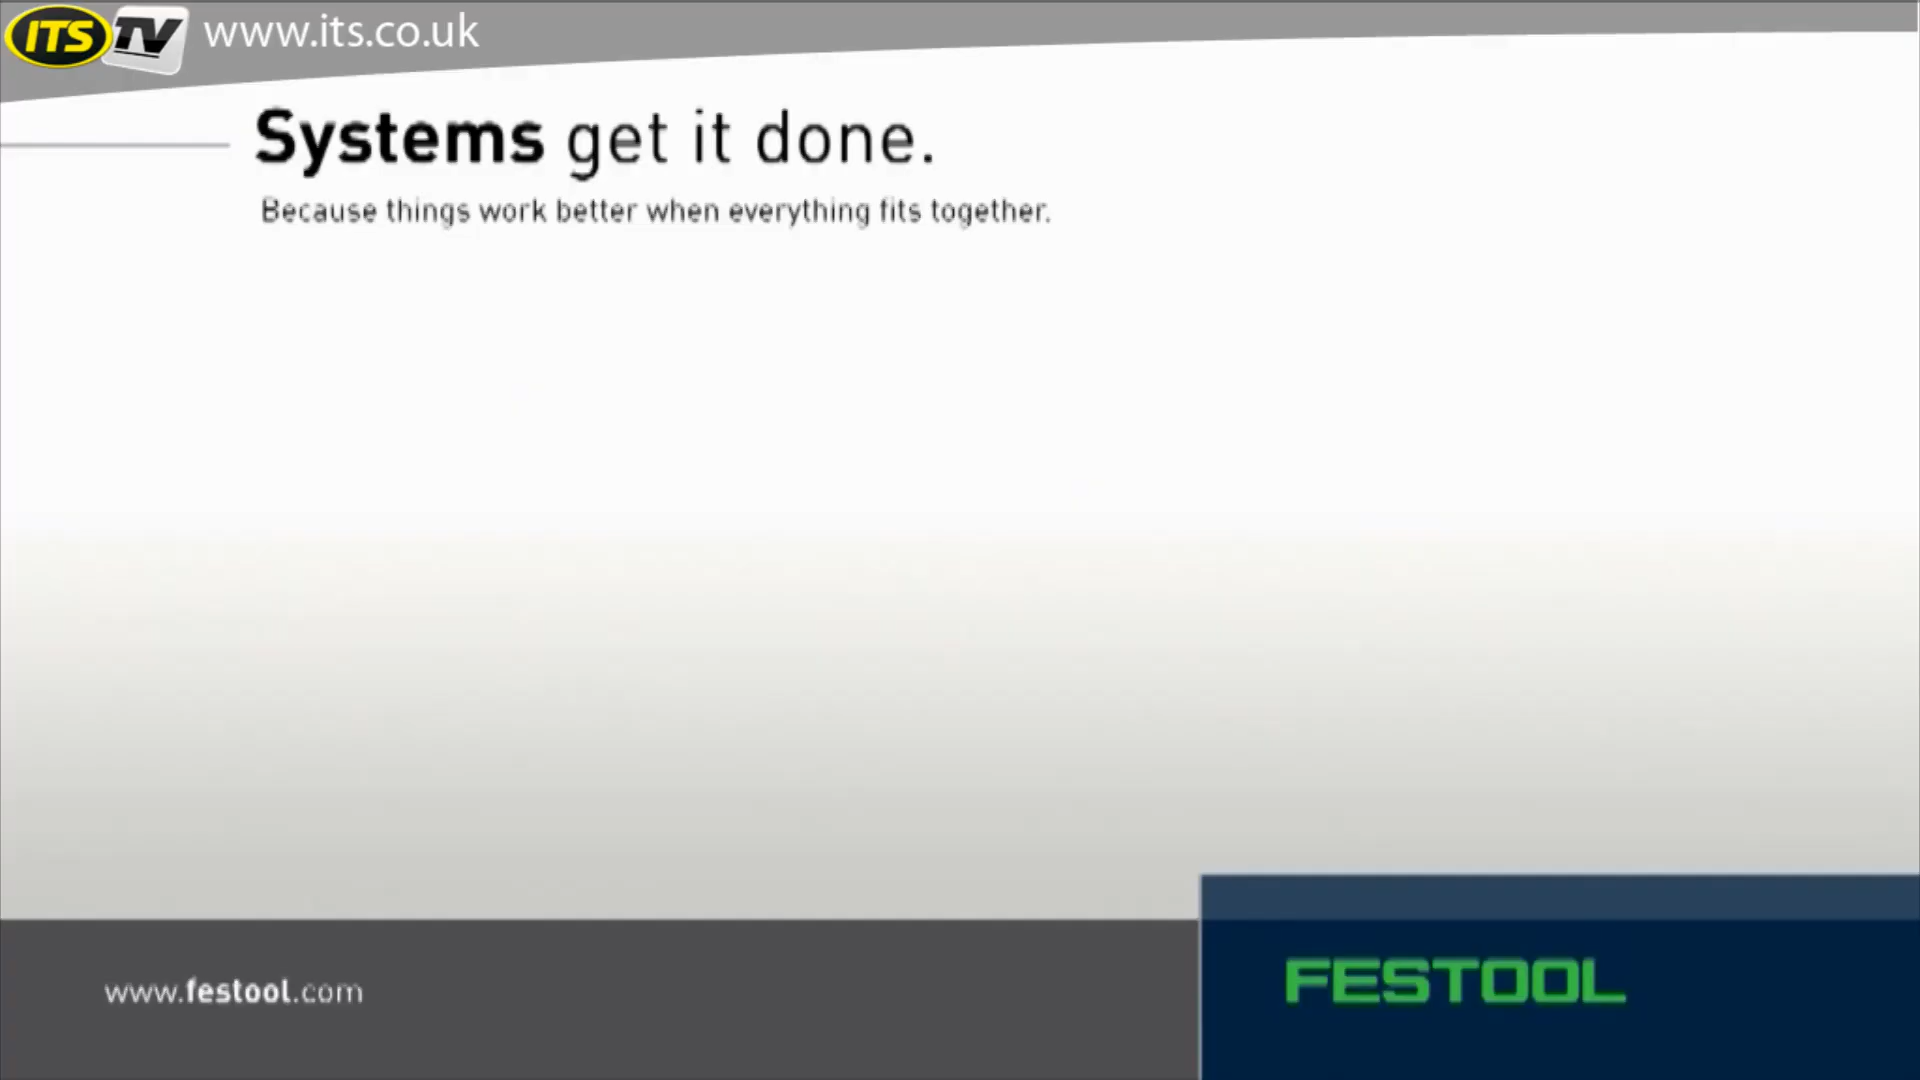 ITS TV www.its.co.uk
Systems get it done.
Because things work better when everything fits together.
www.festool.com
FESTOOL